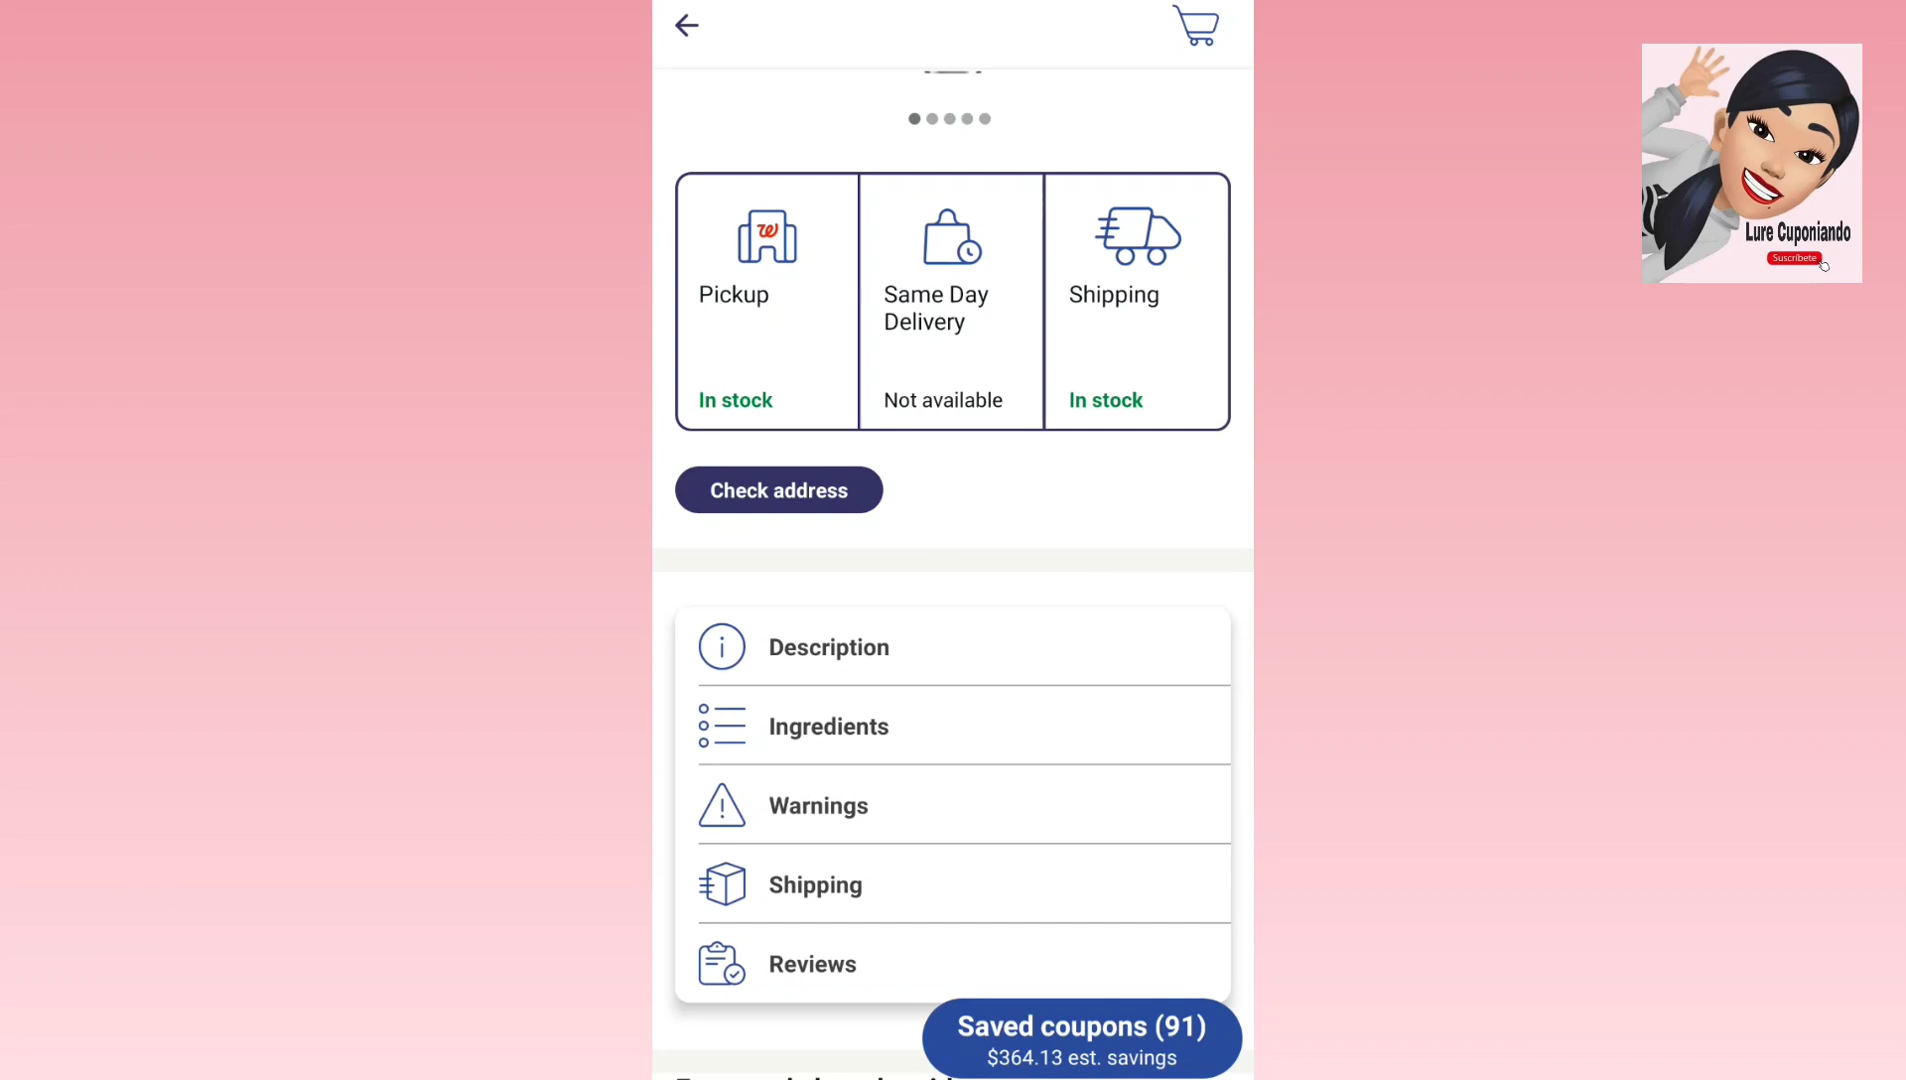 Lure Cuponiando
Suscríbete
Pickup
Same Day
Delivery
Shipping
In stock
Not available
In stock
Check address
Description
Ingredients
Warnings
Shipping
Reviews
Saved coupons (91)
$364.13 est. savings